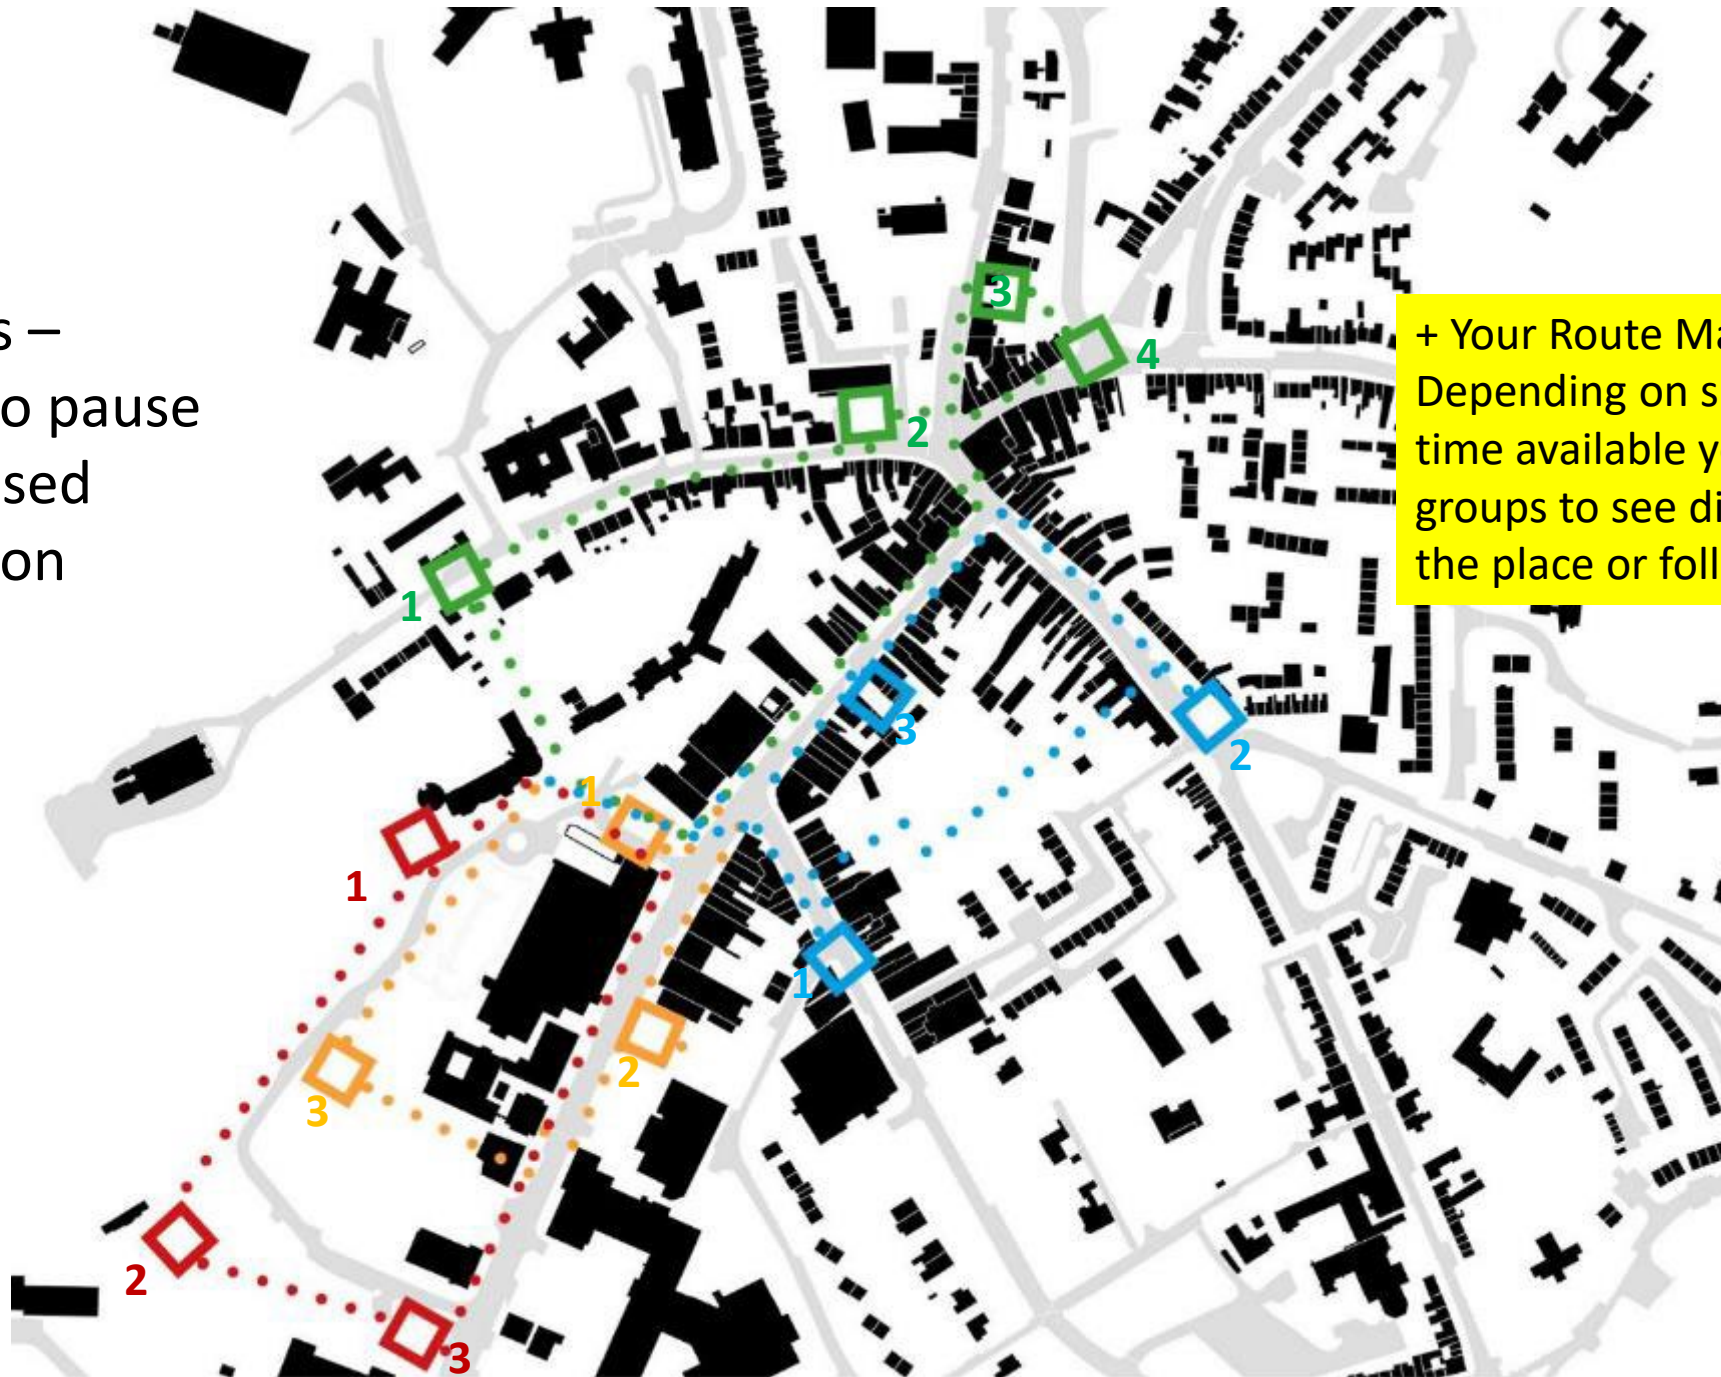 s –
o pause
sed
on
+ Your Route Ma
Depending on s
time available y
groups to see di
the place or foll
3
4
2
1
3
2
1
1
1
2
3
2
3